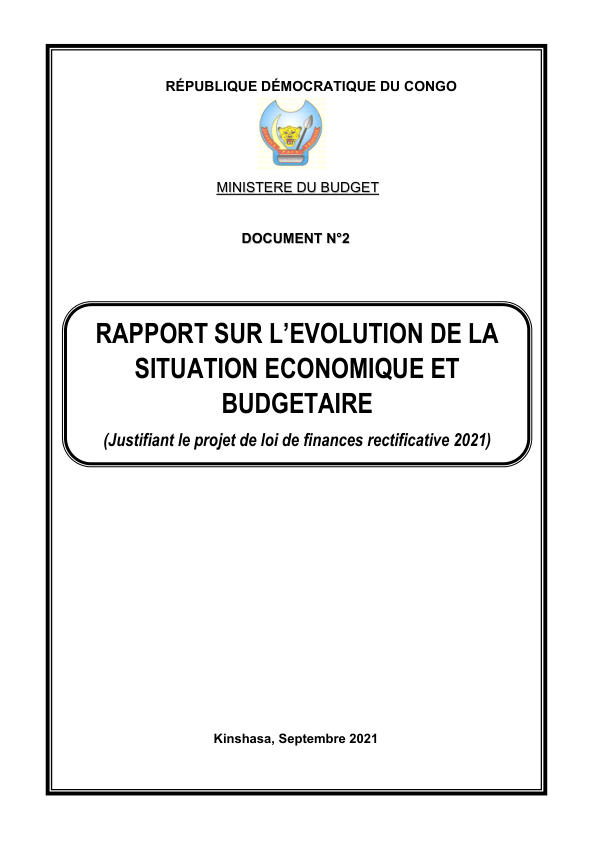 RÉPUBLIQUE DÉMOCRATIQUE DU CONGO
MINISTERE DU BUDGET
DOCUMENT N°2
RAPPORT SUR L’EVOLUTION DE LA
SITUATION ECONOMIQUE ET
BUDGETAIRE
(Justifiant le projet de loi de finances rectificative 2021)
Kinshasa, Septembre 2021